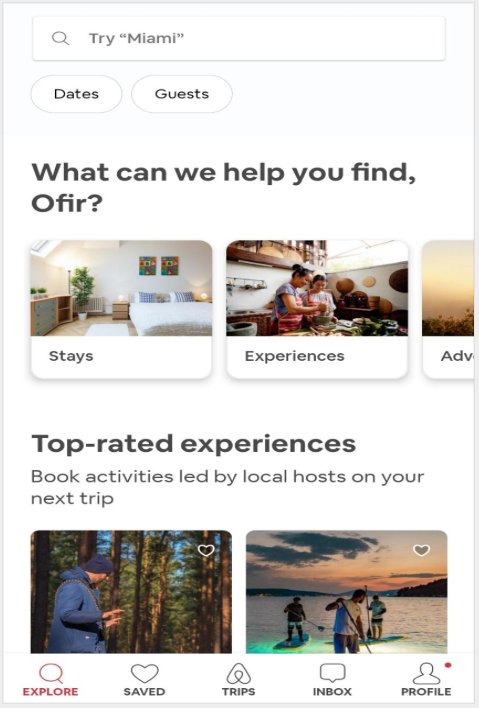 Try “Miami”
Dates
Guests
What can we help you find,
Ofir?
Stays
Experiences
Adve
Top-rated experiences
Book activities led by local hosts on your
next trip
EXPLORE
SAVED
TRIPS
INBOX
PROFILE